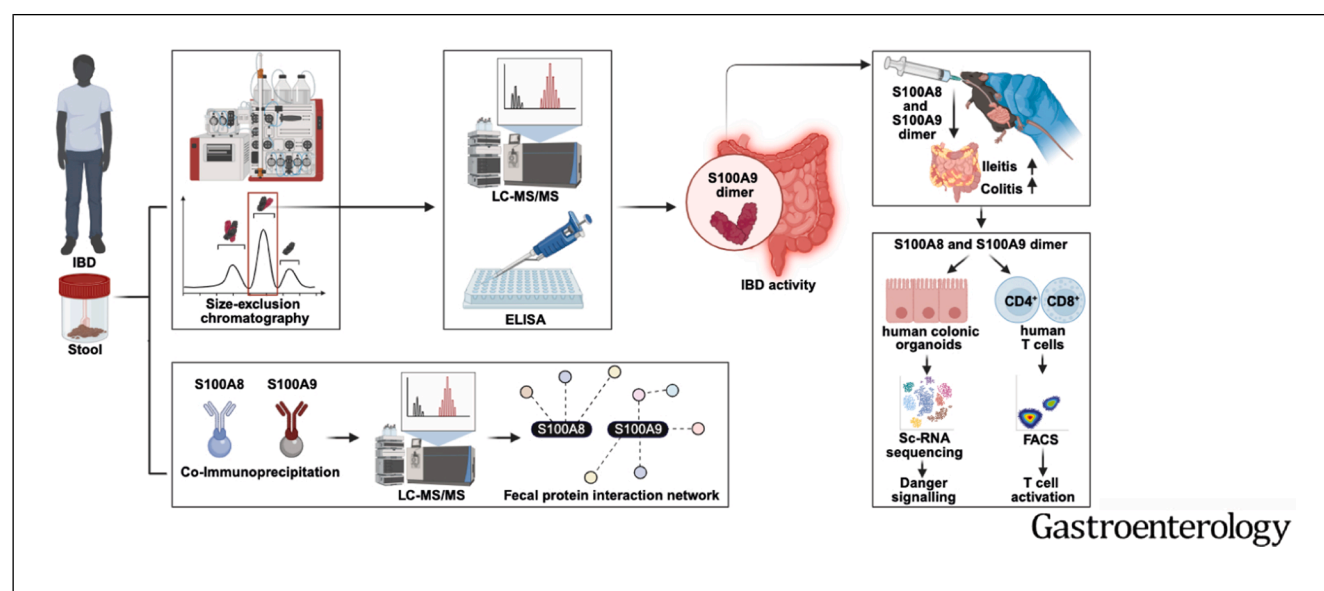 IBD
Stool
Size-exclusion
chromatography
LC-MS/MS
ELISA
S100A9
dimer
IBD activity
S100A8
and
S100A9
dimer
Ileitis
Colitis
S100A8 and S100A9 dimer
CD4+
CD8+
human colonic
organoids
human
T cells
Sc-RNA
sequencing
FACS
Danger
signalling
T cell
activation
S100A8
S100A9
Co-Immunoprecipitation
LC-MS/MS
S100A8
S100A9
Fecal protein interaction network
Gastroenterology